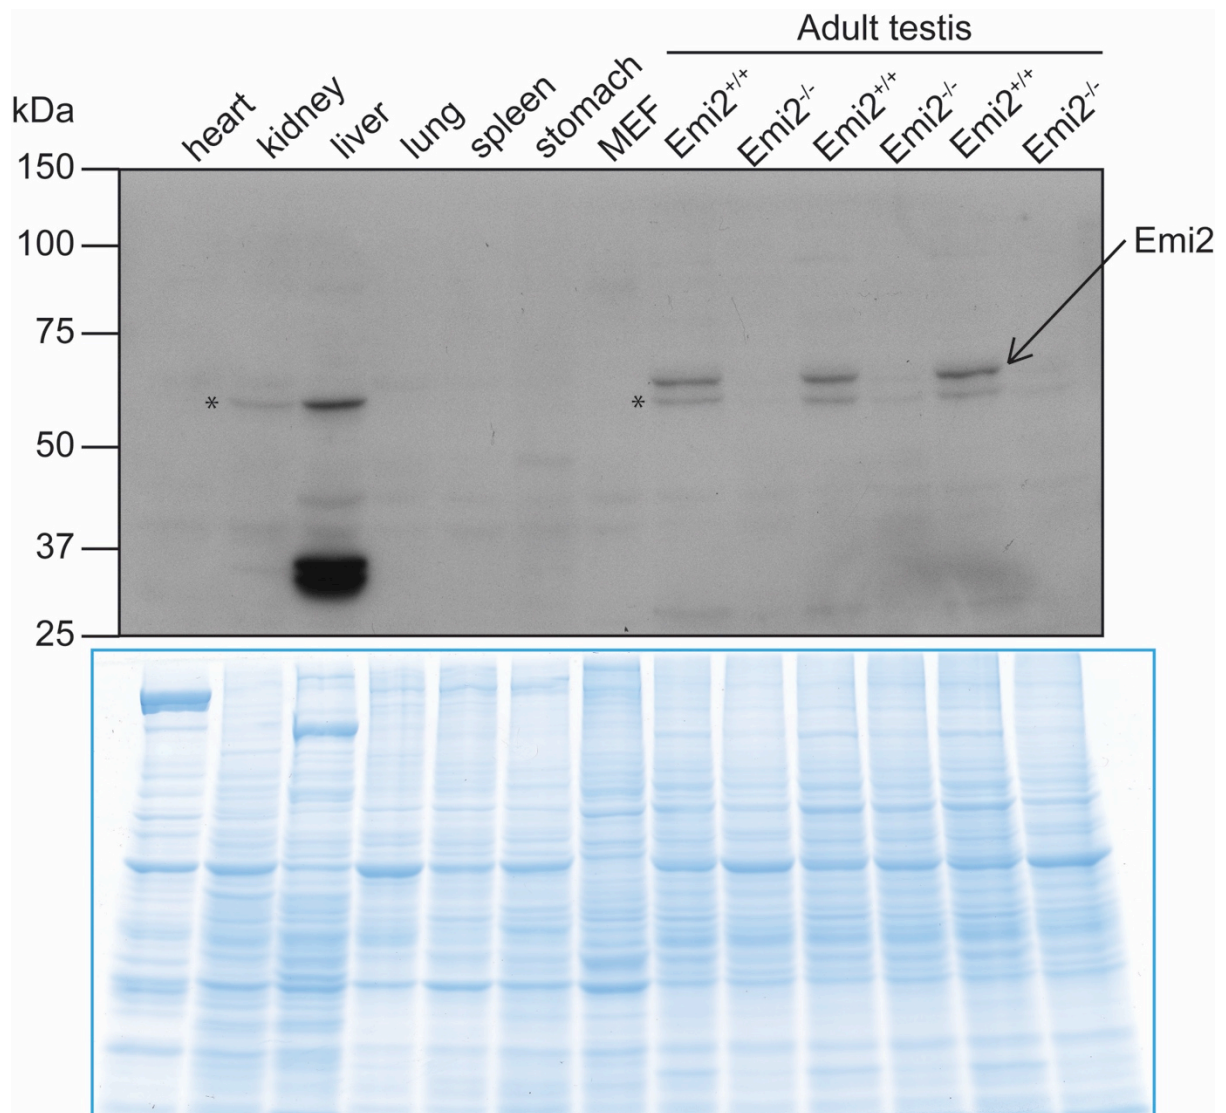 Adult testis
kDa
heart
kidney
liver
lung
spleen
stomach
MEF
Emi2+/+
Emi2-/-
Emi2+/+
Emi2-/-
Emi2+/+
Emi2-/-
150
100
Emi2
75
*
*
50
37
25